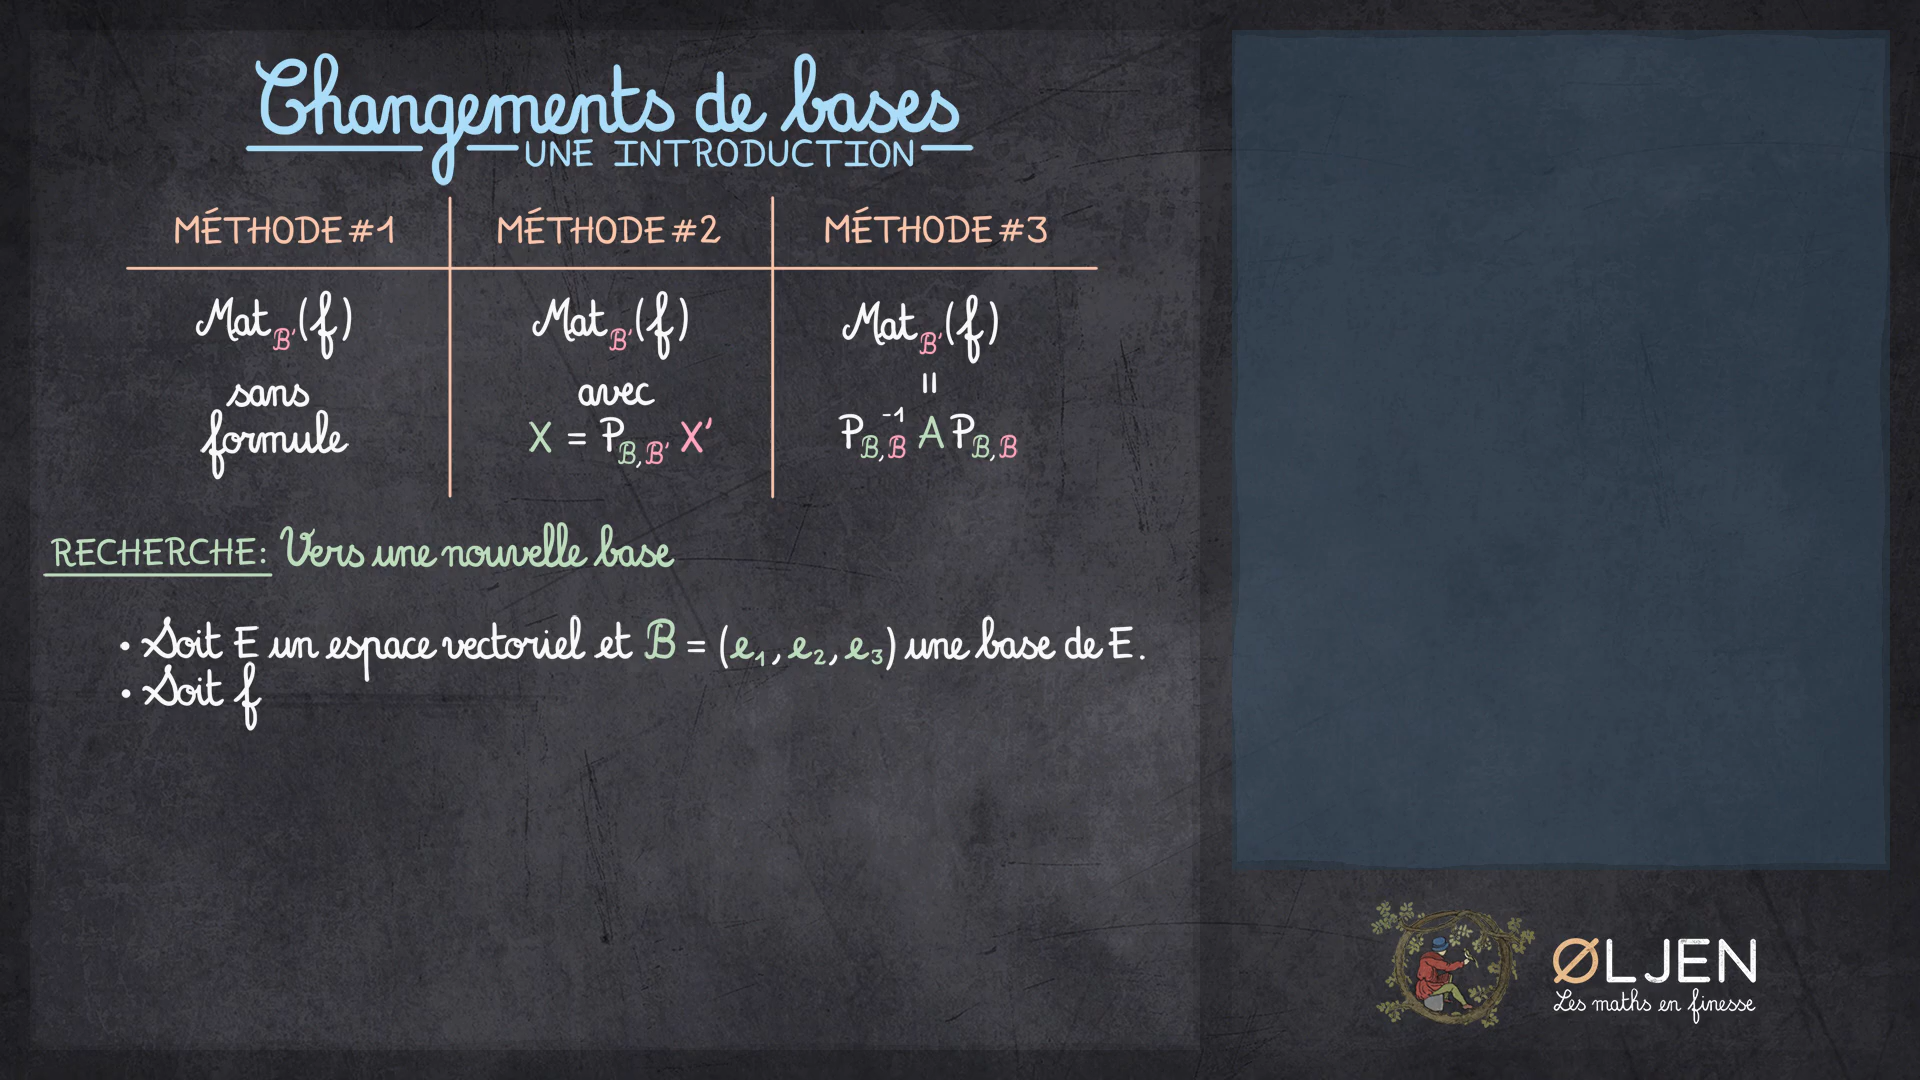 Changements de bases
UNE INTRODUCTION
MÉTHODE #1
MÉTHODE #2
MÉTHODE #3
Mat_B'(f)
sans
formule
Mat_B'(f)
avec
X = P_B,B' X'
Mat_B'(f)
=
P_B,B^-1 A P_B,B
RECHERCHE: Vers une nouvelle base
• Soit E un espace vectoriel et B = (e₁, e₂, e₃) une base de E.
• Soit f
ØLJEN
Les maths en finesse